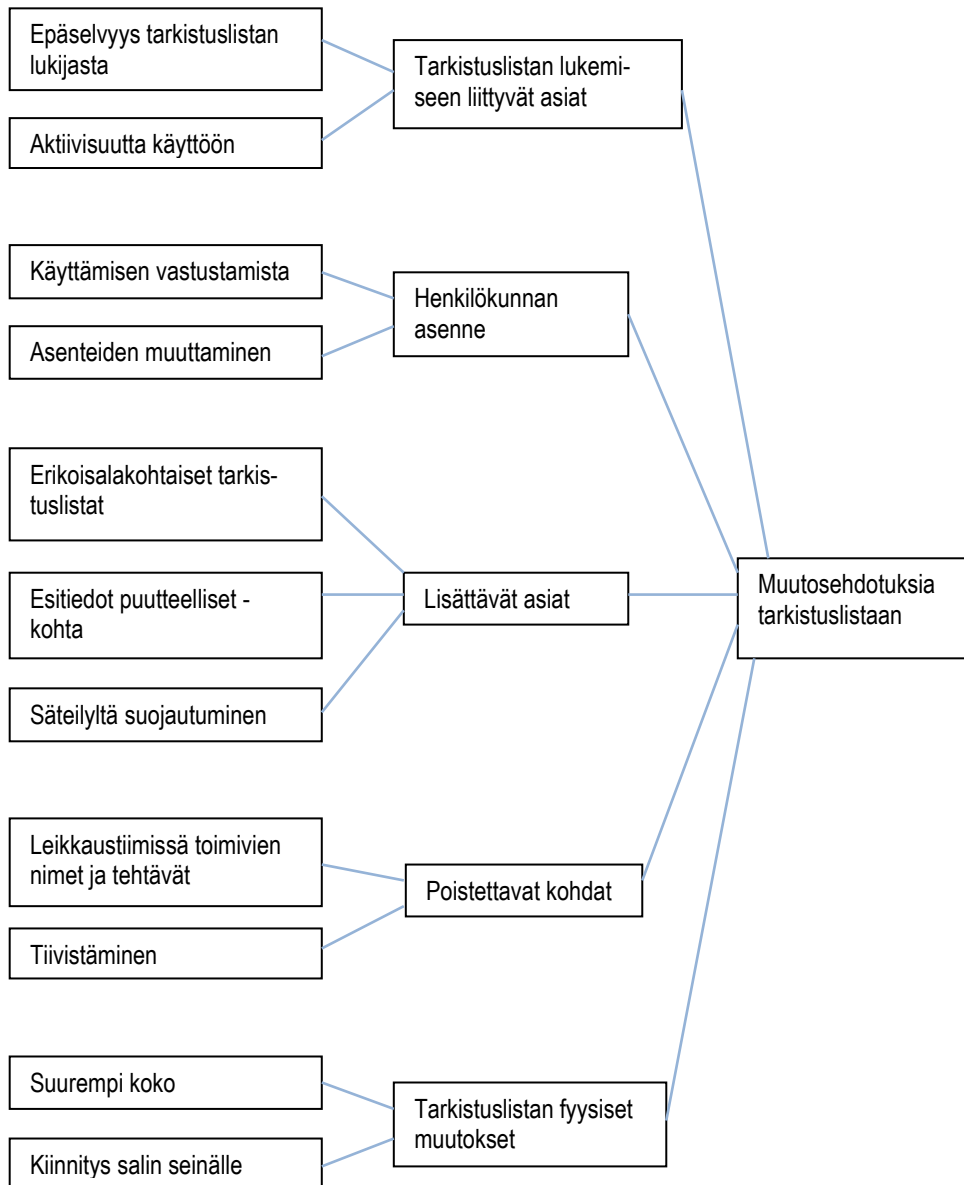 Epäselvyys tarkistuslistan
lukijasta
Tarkistuslistan lukemi-
seen liittyvät asiat
Aktiivisuutta käyttöön
Käyttämisen vastustamista
Henkilökunnan
asenne
Asenteiden muuttaminen
Erikoisalakohtaiset tarkis-
tuslistat
Esitiedot puutteelliset -
kohta
Lisättävät asiat
Muutosehdotuksia
tarkistuslistaan
Säteilyltä suojautuminen
Leikkaustiimissä toimivien
nimet ja tehtävät
Poistettavat kohdat
Tiivistäminen
Suurempi koko
Tarkistuslistan fyysiset
muutokset
Kiinnitys salin seinälle